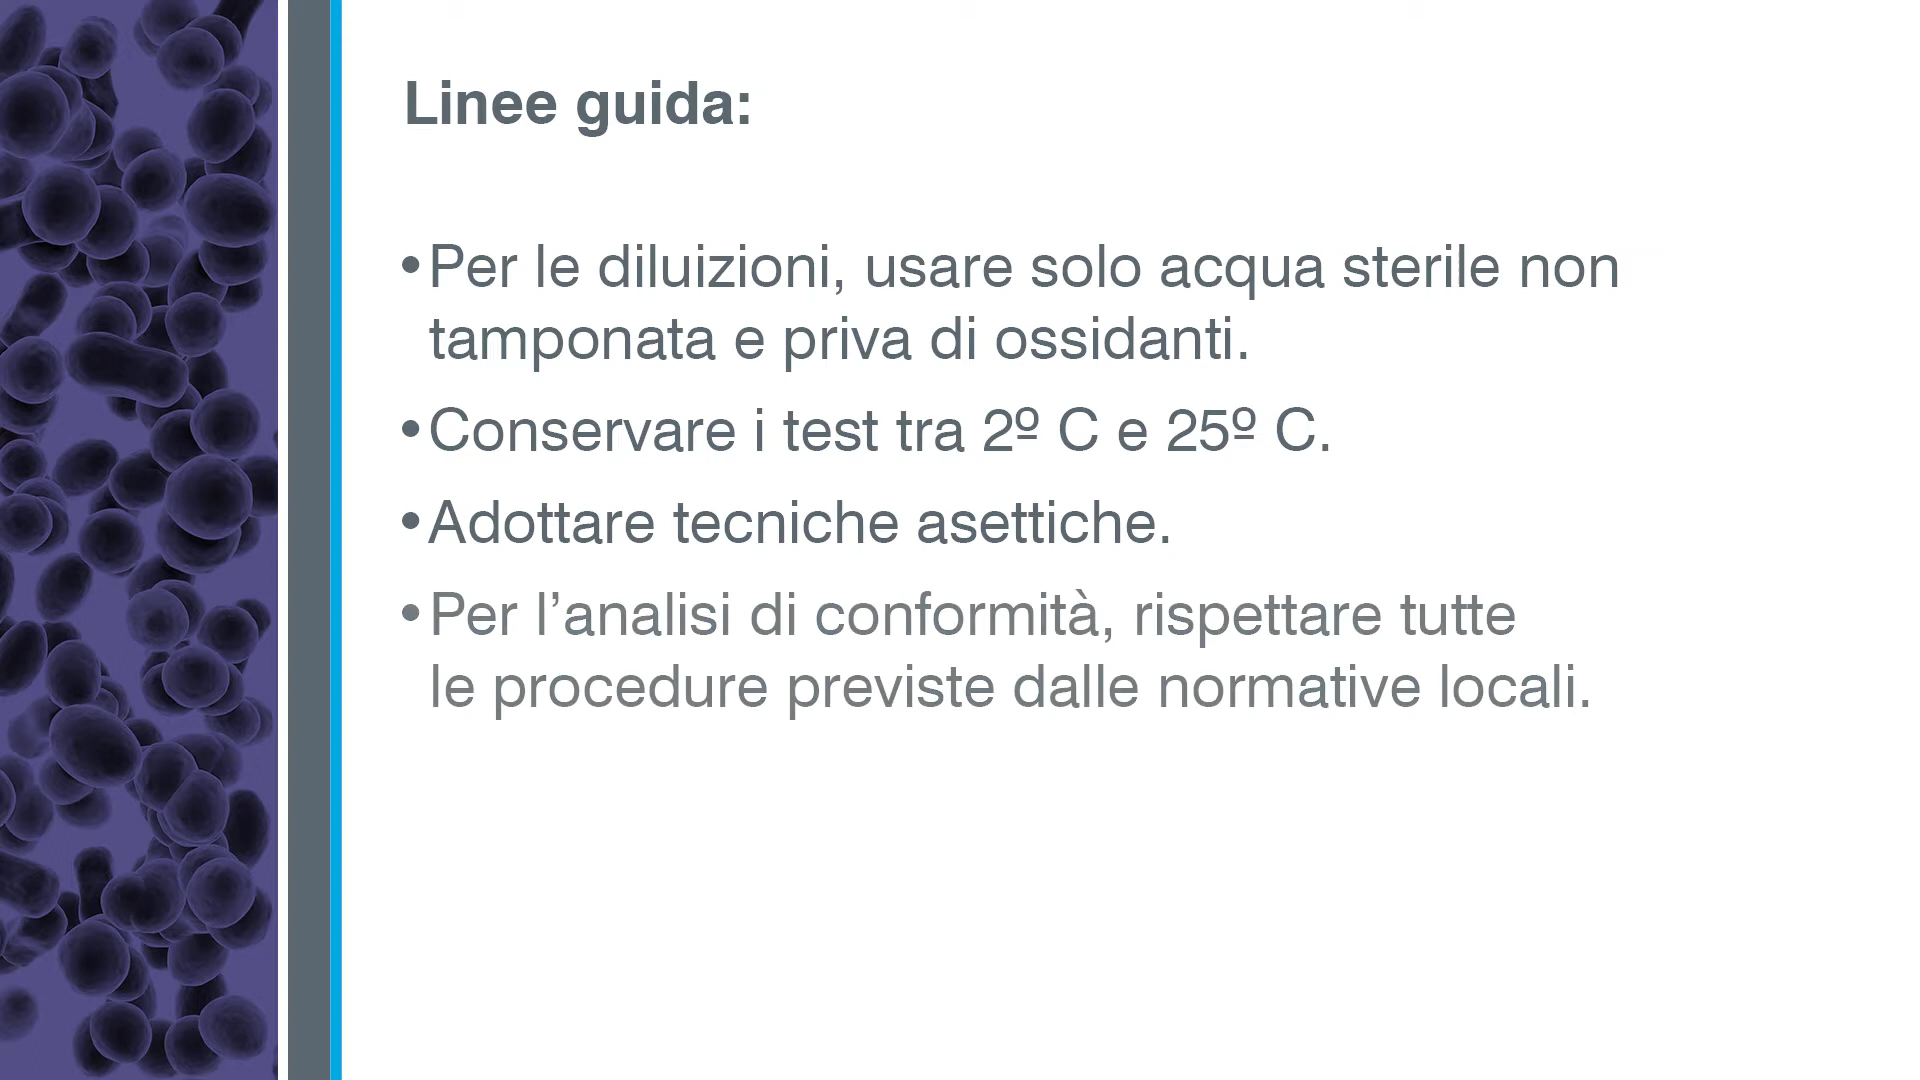 Linee guida:
•Per le diluizioni, usare solo acqua sterile non
tamponata e priva di ossidanti.
•Conservare i test tra 2º C e 25º C.
•Adottare tecniche asettiche.
•Per l’analisi di conformità, rispettare tutte
le procedure previste dalle normative locali.